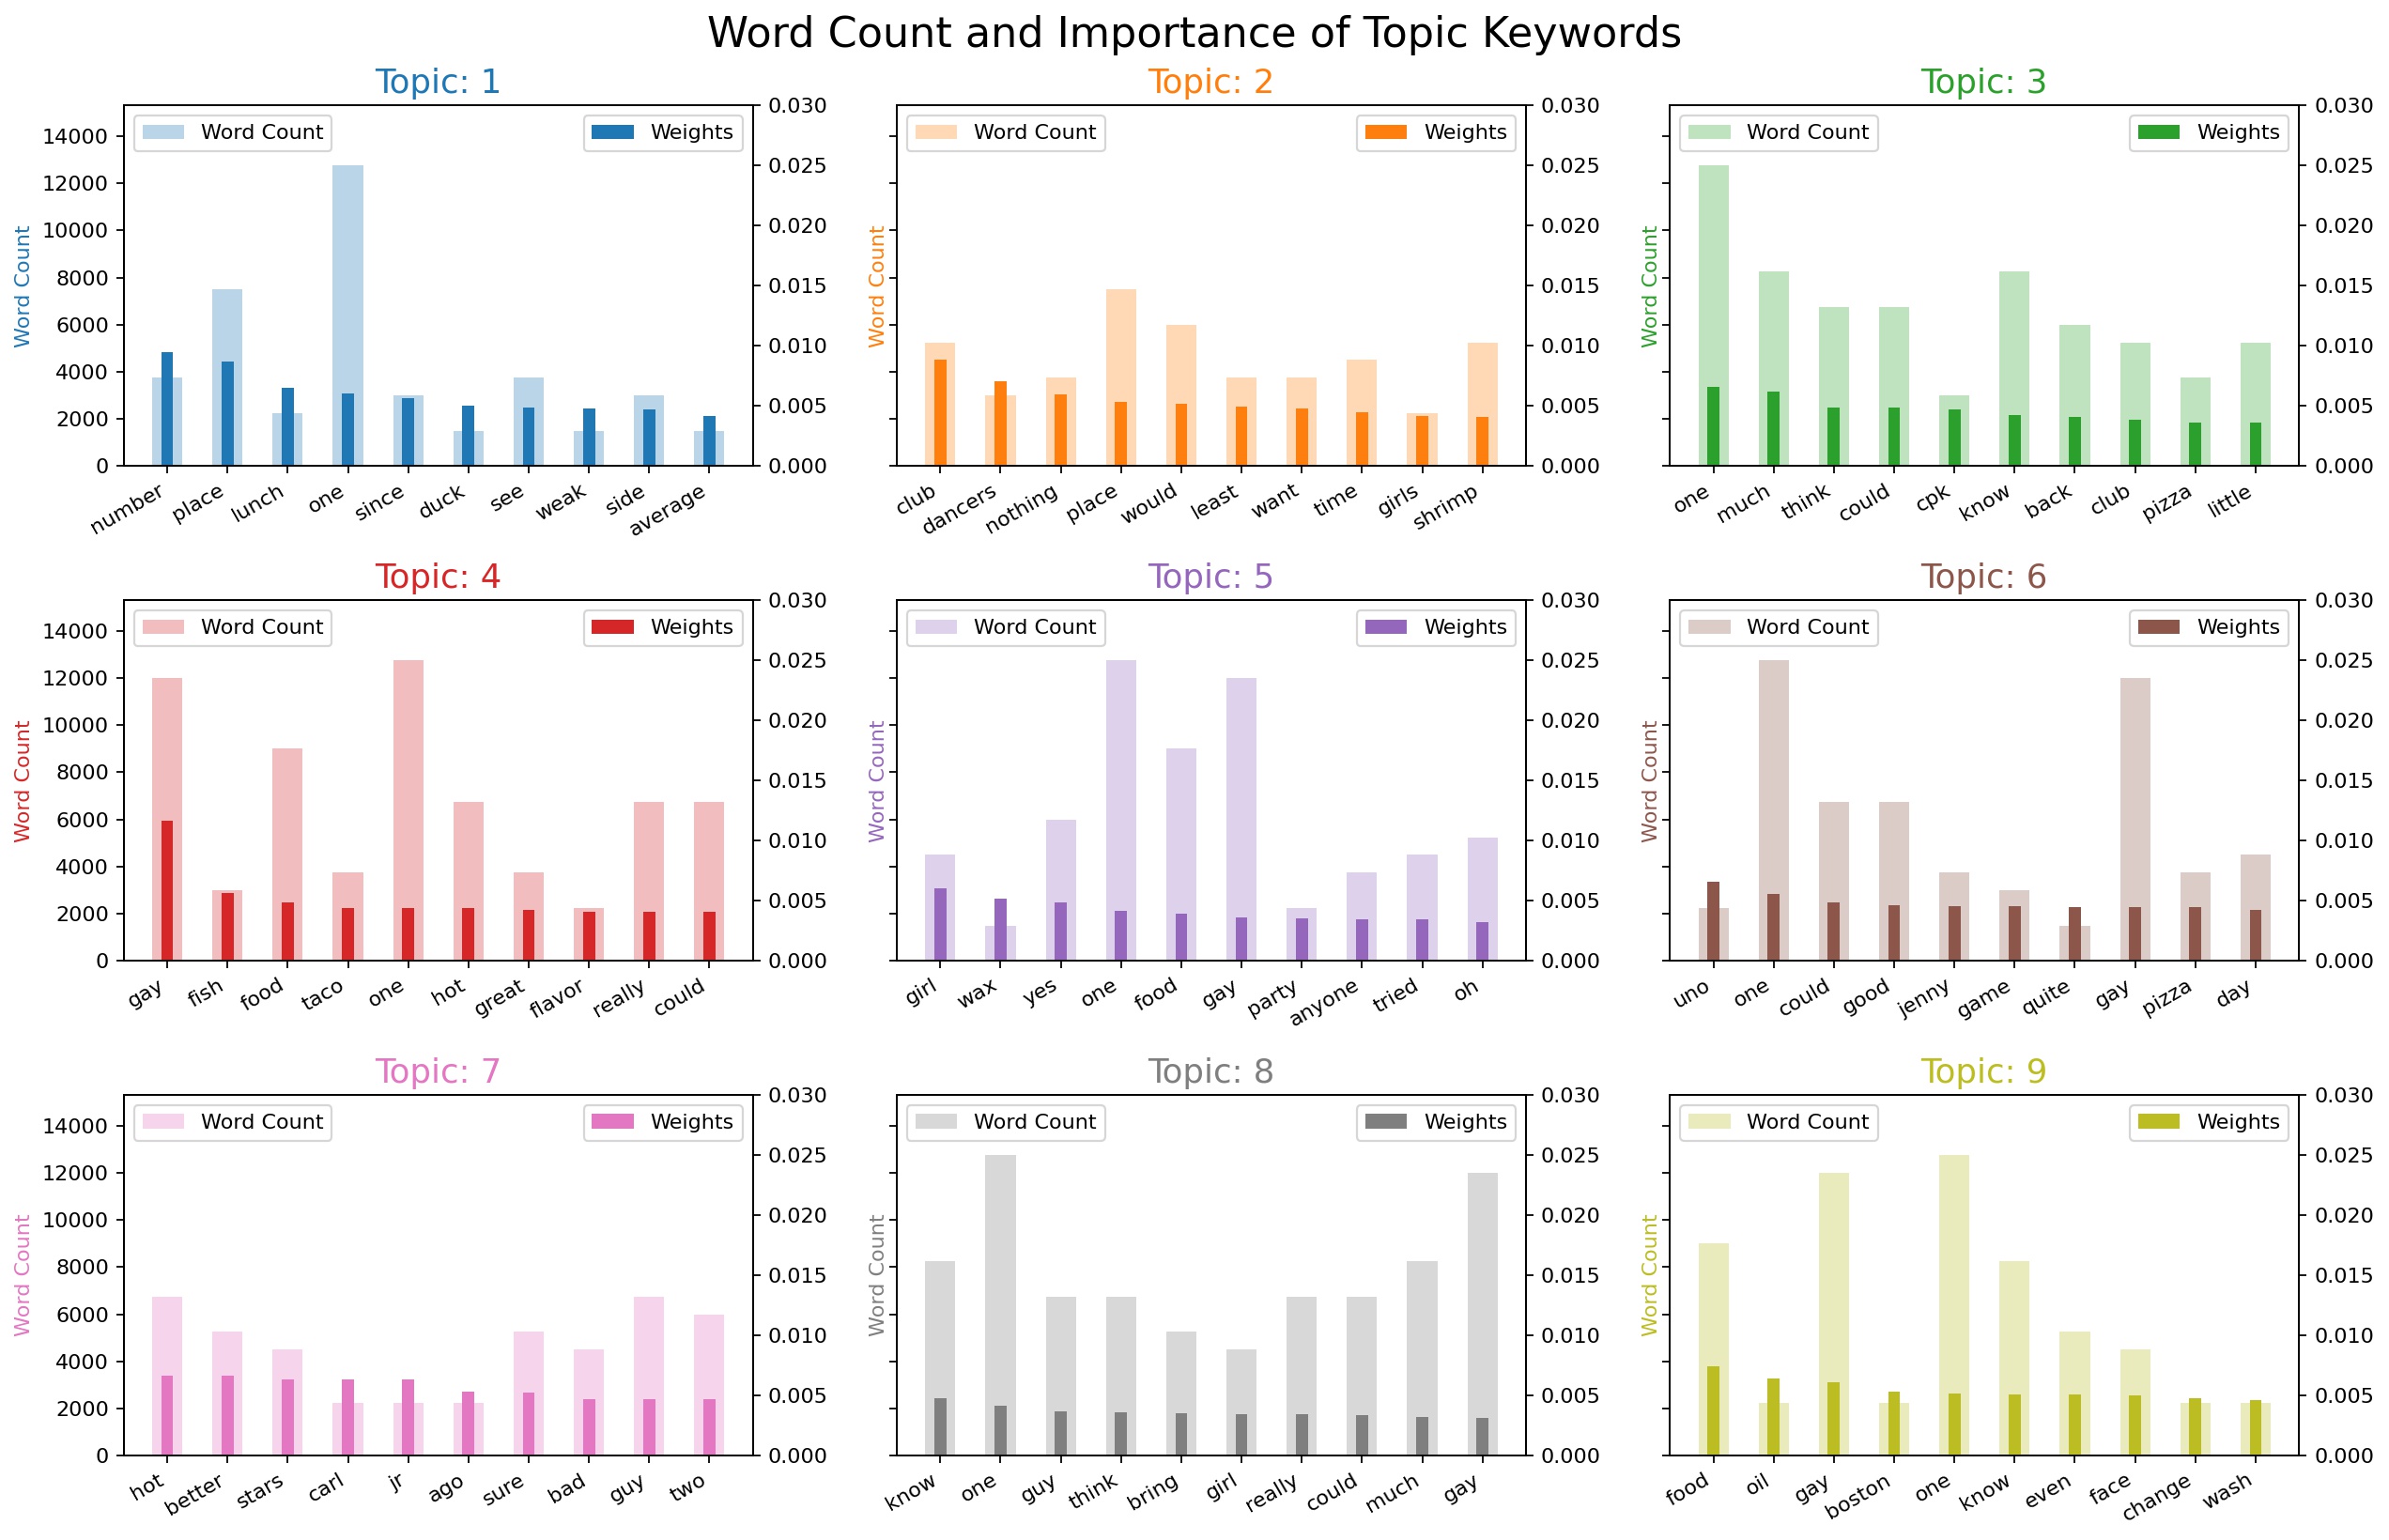 Word Count and Importance of Topic Keywords
Topic: 1
Word Count
Weights
Word Count
14000
12000
10000
8000
6000
4000
2000
0
0.030
0.025
0.020
0.015
0.010
0.005
0.000
number place lunch one since duck see weak side average
Topic: 2
Word Count
Weights
Word Count
0.030
0.025
0.020
0.015
0.010
0.005
0.000
club dancers nothing place would least want time girls shrimp
Topic: 3
Word Count
Weights
Word Count
0.030
0.025
0.020
0.015
0.010
0.005
0.000
one much think could cpk know back club pizza little
Topic: 4
Word Count
Weights
Word Count
14000
12000
10000
8000
6000
4000
2000
0
0.030
0.025
0.020
0.015
0.010
0.005
0.000
gay fish food taco one hot great flavor really could
Topic: 5
Word Count
Weights
Word Count
0.030
0.025
0.020
0.015
0.010
0.005
0.000
girl wax yes one food gay party anyone tried oh
Topic: 6
Word Count
Weights
Word Count
0.030
0.025
0.020
0.015
0.010
0.005
0.000
uno one could good jenny game quite gay pizza day
Topic: 7
Word Count
Weights
Word Count
14000
12000
10000
8000
6000
4000
2000
0
0.030
0.025
0.020
0.015
0.010
0.005
0.000
hot better stars carl jr ago sure bad guy two
Topic: 8
Word Count
Weights
Word Count
0.030
0.025
0.020
0.015
0.010
0.005
0.000
know one guy think bring girl really could much gay
Topic: 9
Word Count
Weights
Word Count
0.030
0.025
0.020
0.015
0.010
0.005
0.000
food oil gay boston one know even face change wash